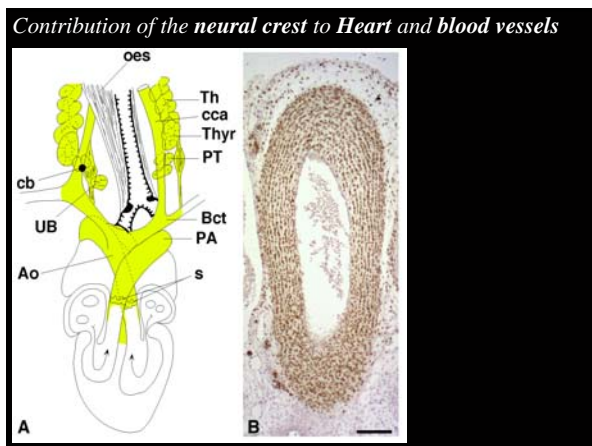 Contribution of the neural crest to Heart and blood vessels
oes
Th
cca
Thyr
PT
cb
UB
Bct
PA
Ao
s
A
B